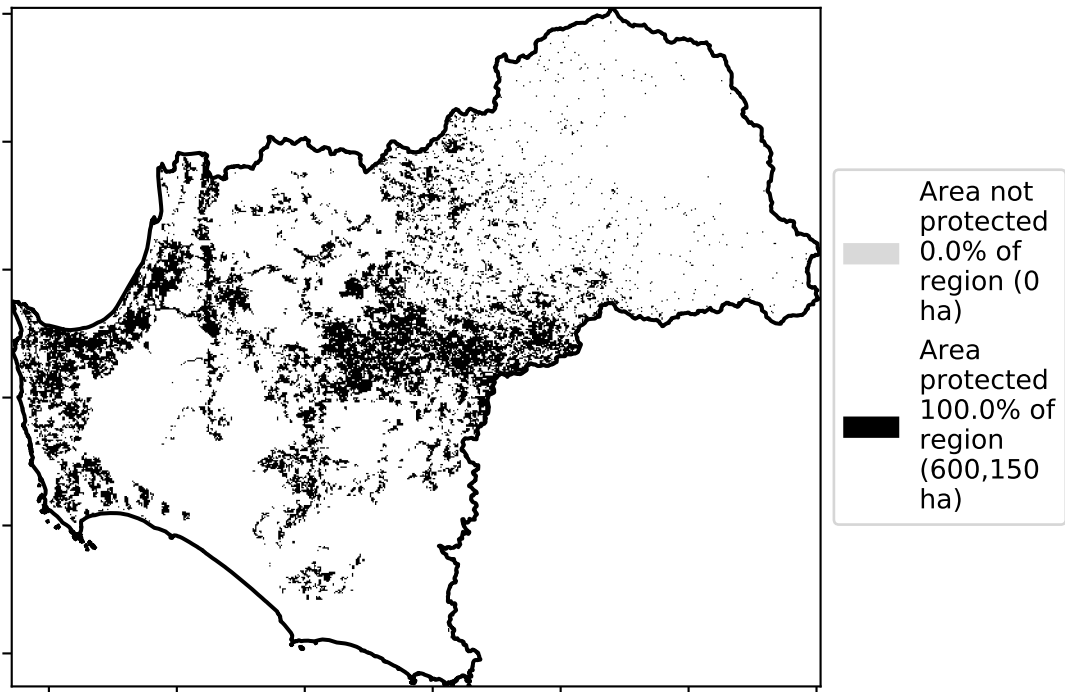 Area not
protected
0.0% of
region (0
ha)
Area
protected
100.0% of
region
(600,150
ha)